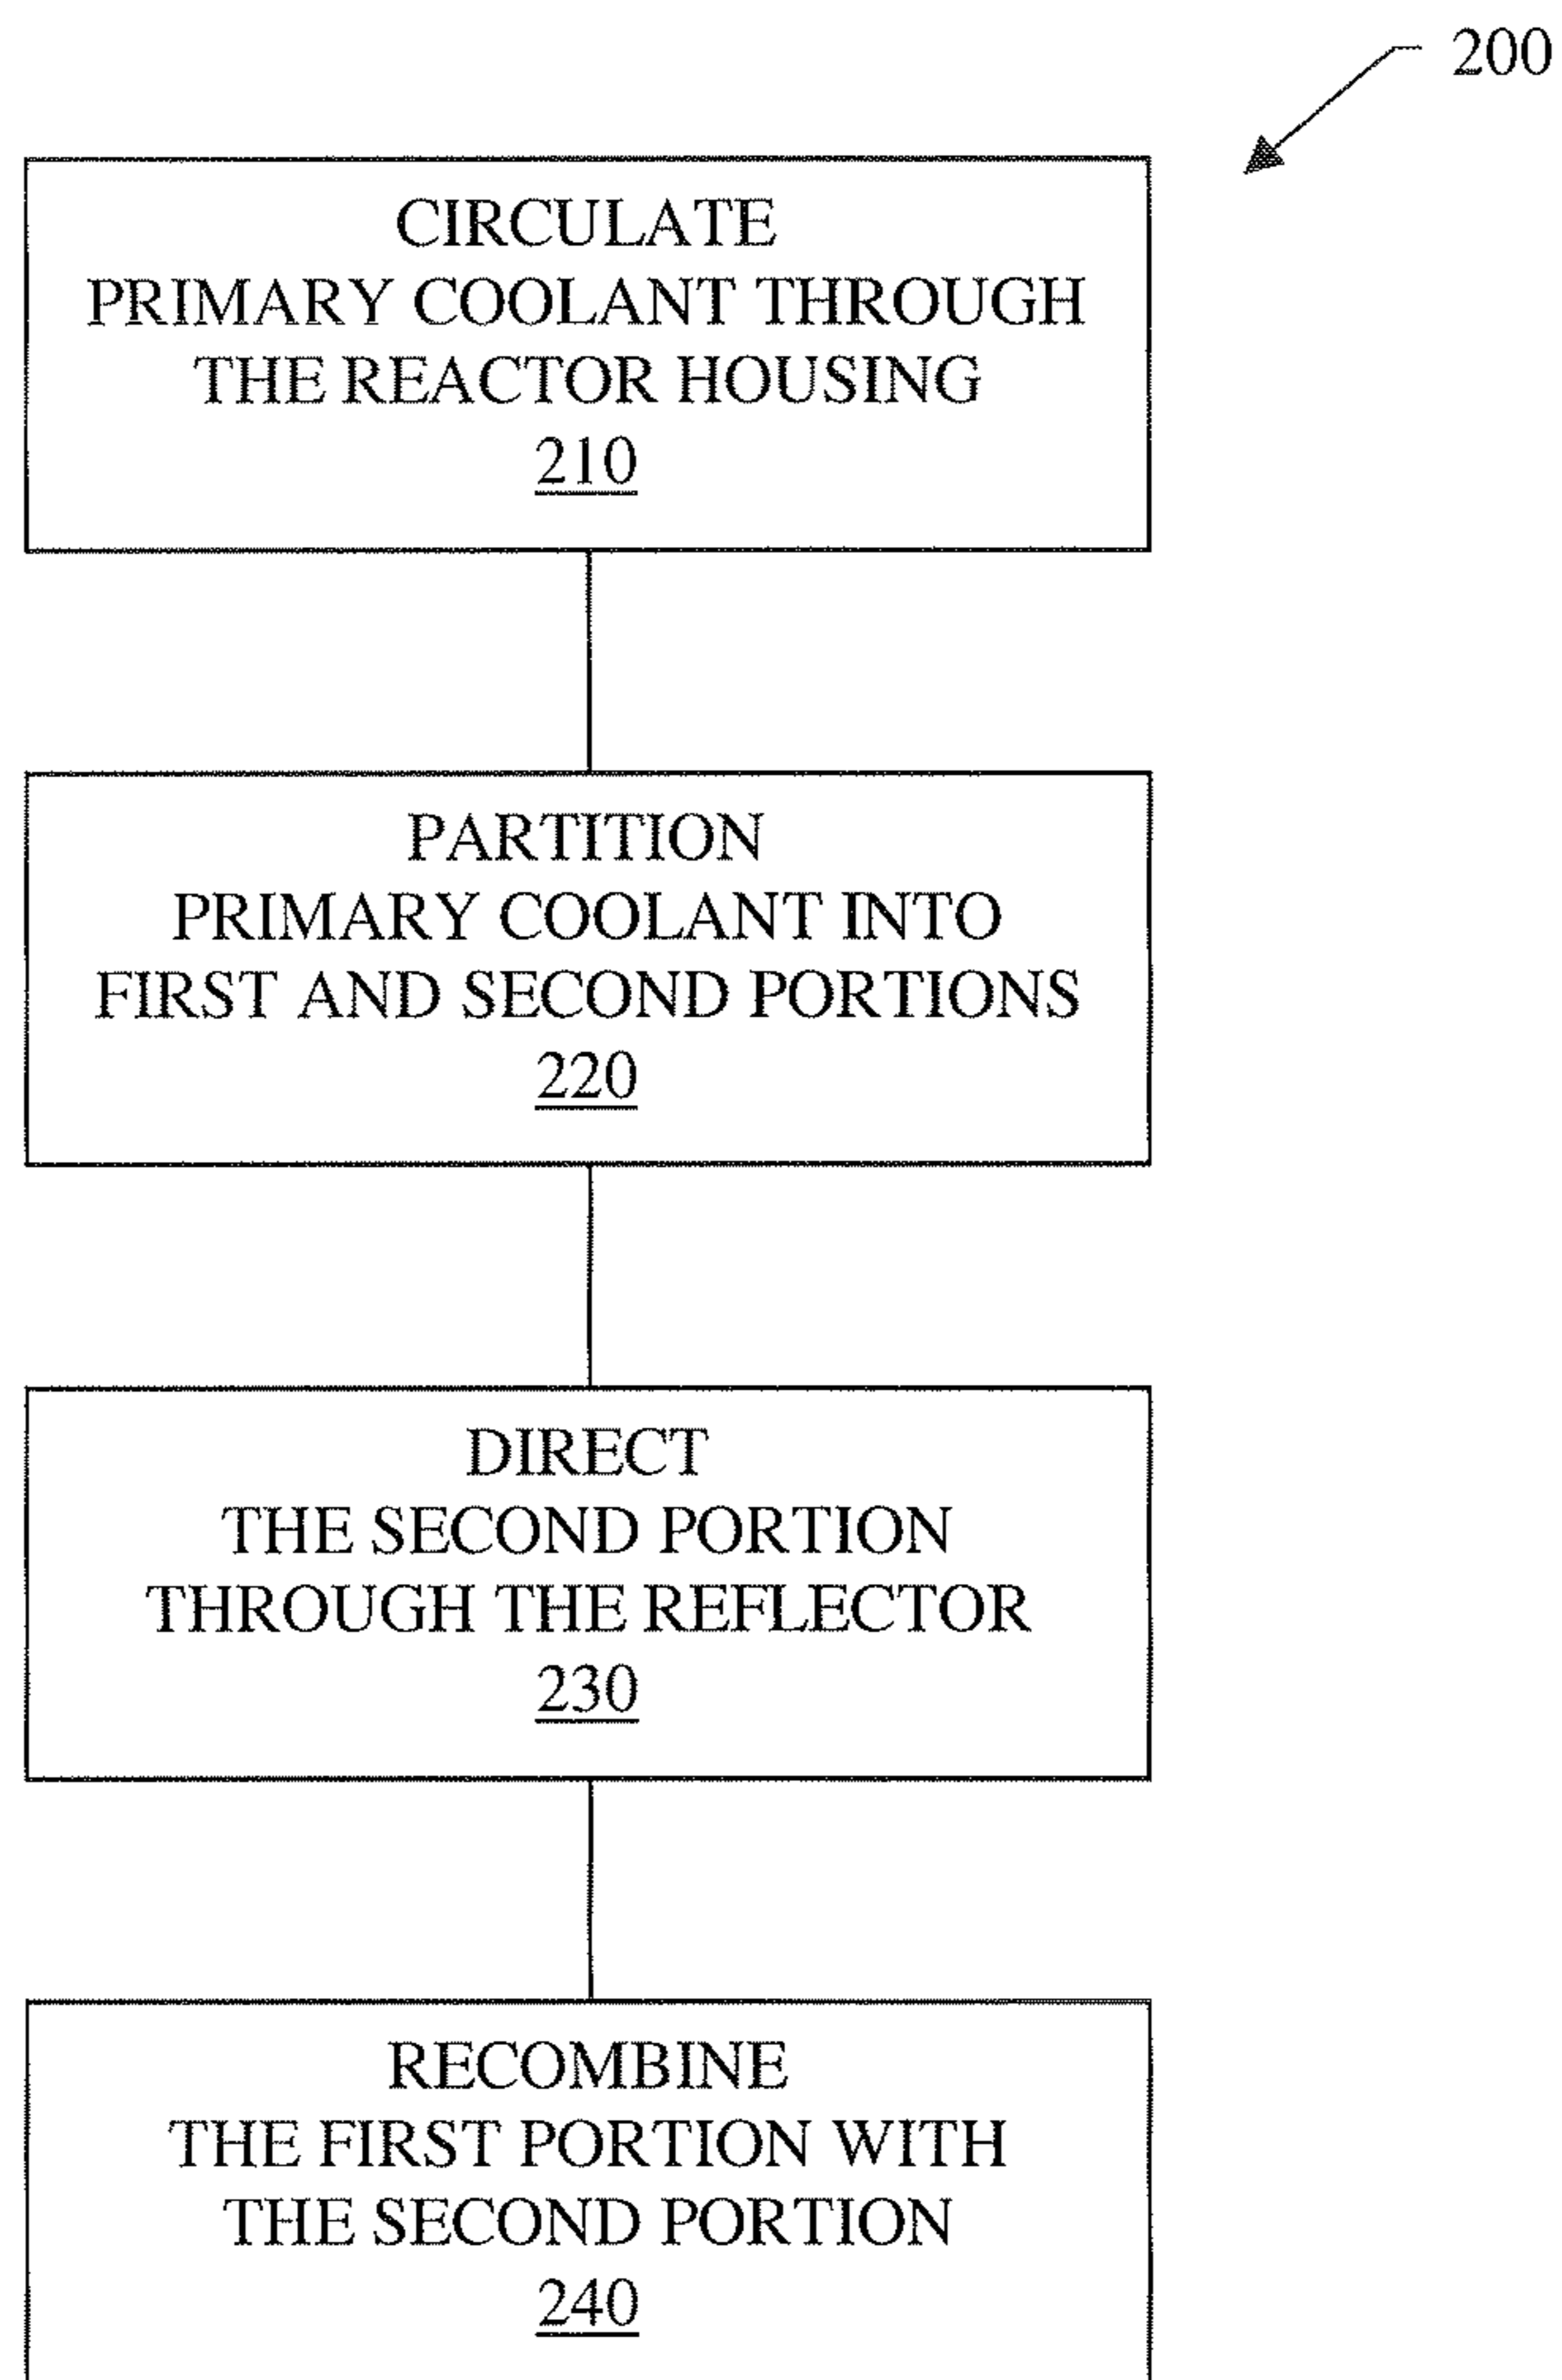 200
CIRCULATE
PRIMARY COOLANT THROUGH
THE REACTOR HOUSING
210
PARTITION
PRIMARY COOLANT INTO
FIRST AND SECOND PORTIONS
220
DIRECT
THE SECOND PORTION
THROUGH THE REFLECTOR
230
RECOMBINE
THE FIRST PORTION WITH
THE SECOND PORTION
240